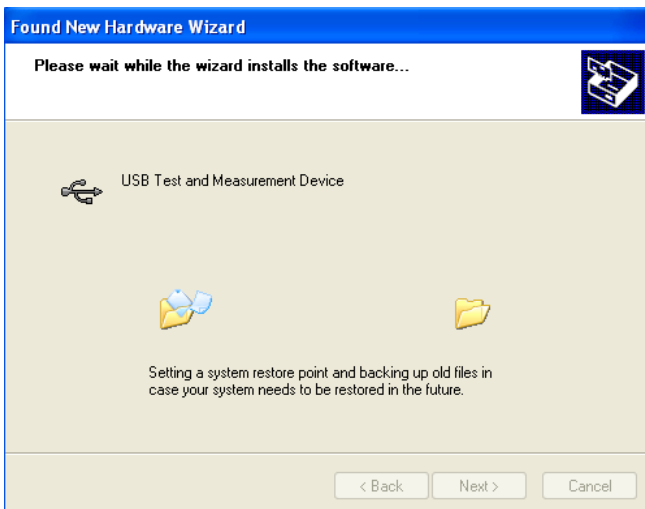 Found New Hardware Wizard
Please wait while the wizard installs the software...
USB Test and Measurement Device
Setting a system restore point and backing up old files in
case your system needs to be restored in the future.
< Back
Next >
Cancel